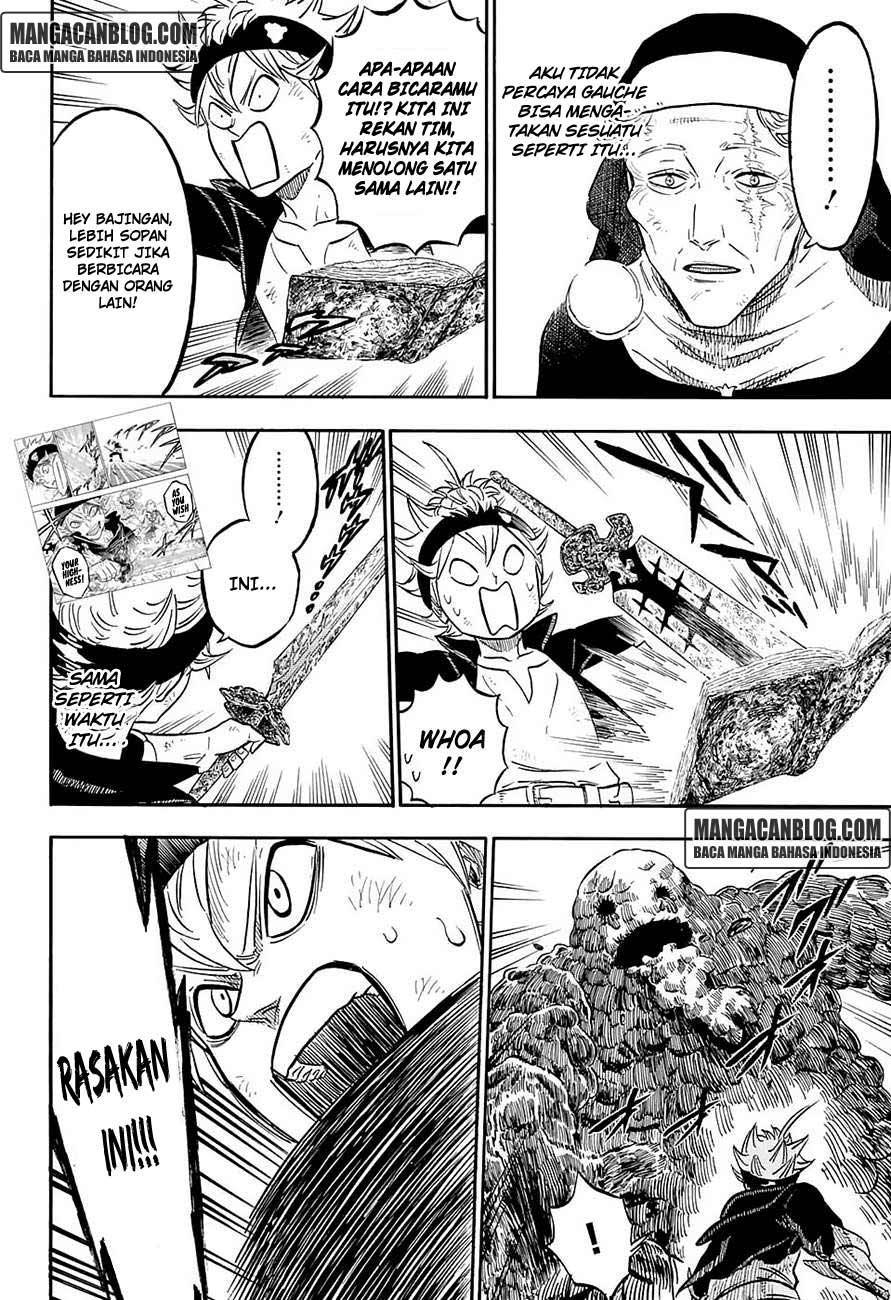 MANGACANBLOG.COM
BACA MANGA BAHASA INDONESIA
AKU TIDAK
PERCAYA GAUCHE
BISA MENGA-
TAKAN SESUATU
SEPERTI ITU...
APA-APAAN
CARA BICARAMU
ITU!? KITA INI
REKAN TIM,
HARUSNYA KITA
MENOLONG SATU
SAMA LAIN!!
HEY BAJINGAN,
LEBIH SOPAN
SEDIKIT JIKA
BERBICARA
DENGAN ORANG
LAIN!
WHOA
!!
INI...
SAMA
SEPERTI
WAKTU
ITU...
AS
YOU
WISH
YOUR
HIGH-
NESS!
MANGACANBLOG.COM
BACA MANGA BAHASA INDONESIA
!
RASAKAN
INI!!!